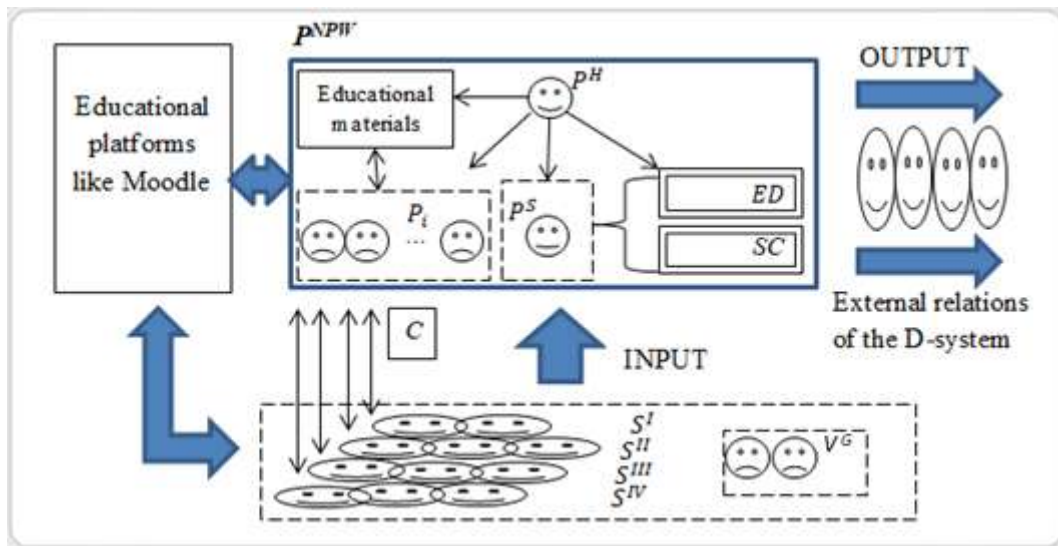 P^NPW
Educational
platforms
like Moodle
Educational
materials
P^H
OUTPUT
P_i
...
P^S
ED
SC
External relations
of the D-system
C
INPUT
S^I
S^II
S^III
S^IV
V^G